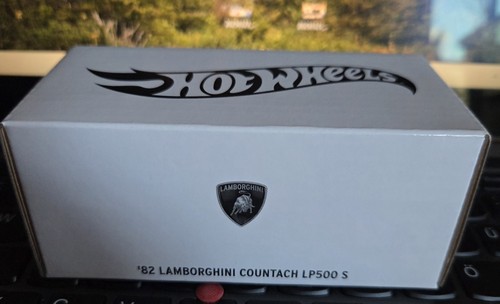 HOT WHEELS
LAMBORGHINI
'82 LAMBORGHINI COUNTACH LP500 S